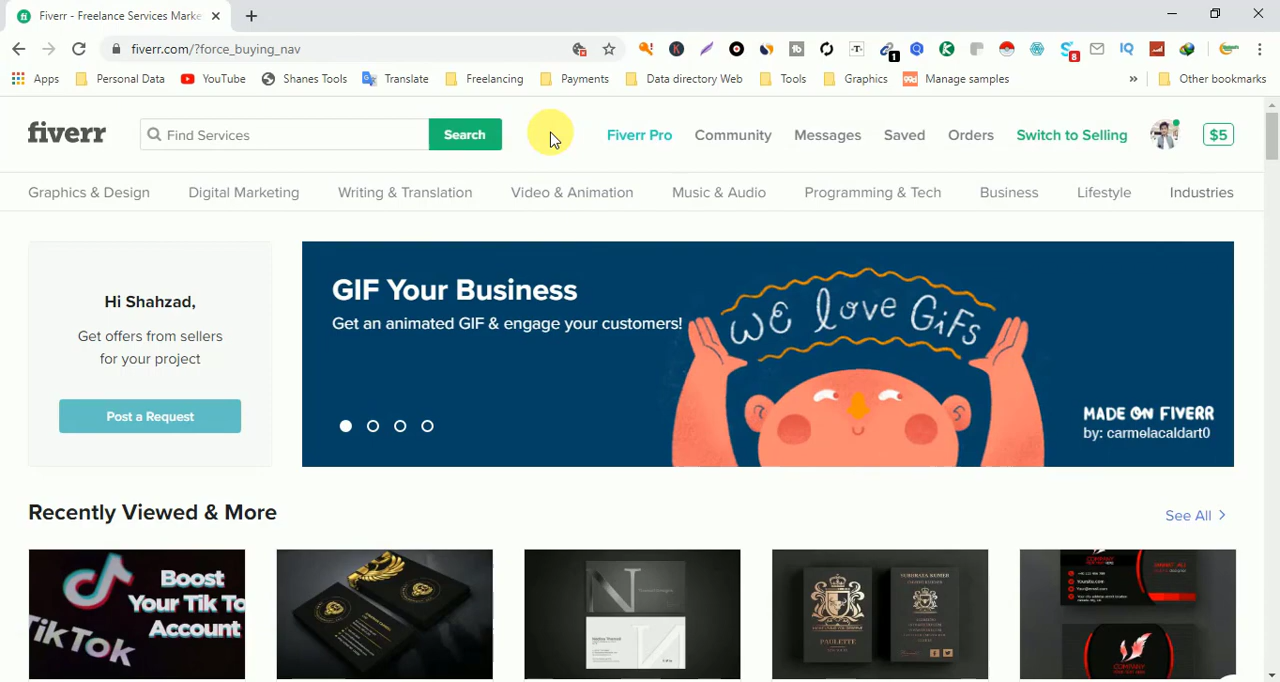 Fiverr - Freelance Services Marke
fiverr.com/?force_buying_nav
1
8
Apps Personal Data YouTube Shanes Tools Translate Freelancing Payments Data directory Web Tools Graphics Manage samples » Other bookmarks
fiverr Find Services Search Fiverr Pro Community Messages Saved Orders Switch to Selling $5
Graphics & Design Digital Marketing Writing & Translation Video & Animation Music & Audio Programming & Tech Business Lifestyle Industries
Hi Shahzad,
Get offers from sellers
for your project
Post a Request
GIF Your Business
Get an animated GIF & engage your customers!
WE love GiFs
MADE ON FIVERR
by: carmelacaldart0
Recently Viewed & More
See All
Boost
Your Tik To
Account
TikTok
PAULETTE
COMPANY